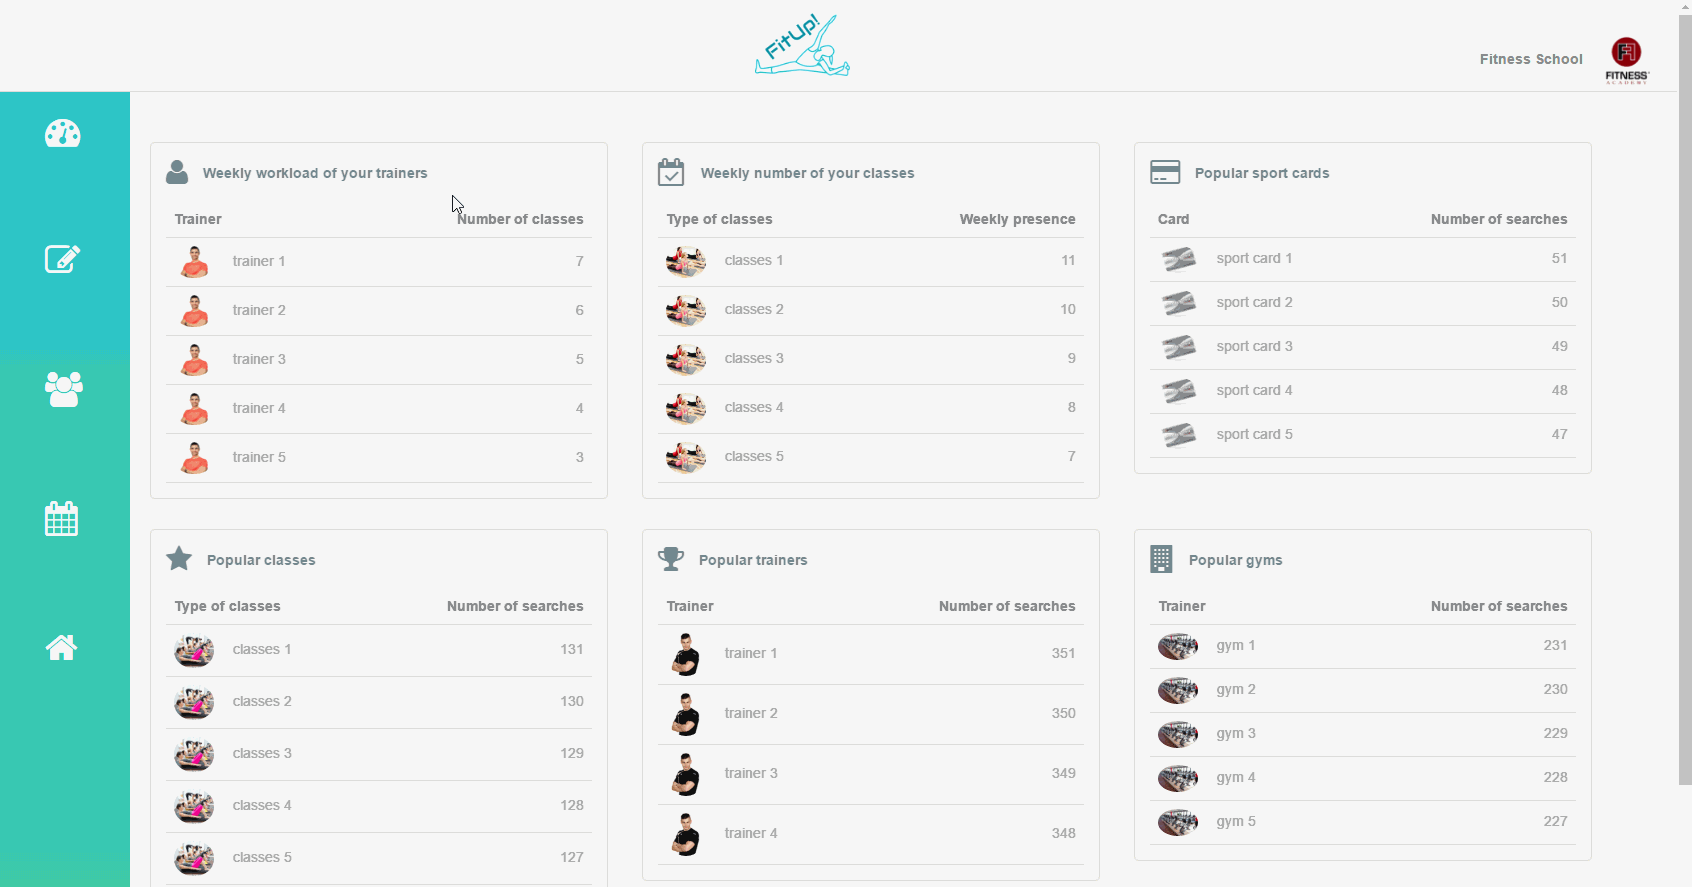 FitUp!
Fitness School
FITNESS
ACADEMY
Weekly workload of your trainers
Trainer Number of classes
trainer 1 7
trainer 2 6
trainer 3 5
trainer 4 4
trainer 5 3
Weekly number of your classes
Type of classes Weekly presence
classes 1 11
classes 2 10
classes 3 9
classes 4 8
classes 5 7
Popular sport cards
Card Number of searches
sport card 1 51
sport card 2 50
sport card 3 49
sport card 4 48
sport card 5 47
Popular classes
Type of classes Number of searches
classes 1 131
classes 2 130
classes 3 129
classes 4 128
classes 5 127
Popular trainers
Trainer Number of searches
trainer 1 351
trainer 2 350
trainer 3 349
trainer 4 348
Popular gyms
Trainer Number of searches
gym 1 231
gym 2 230
gym 3 229
gym 4 228
gym 5 227